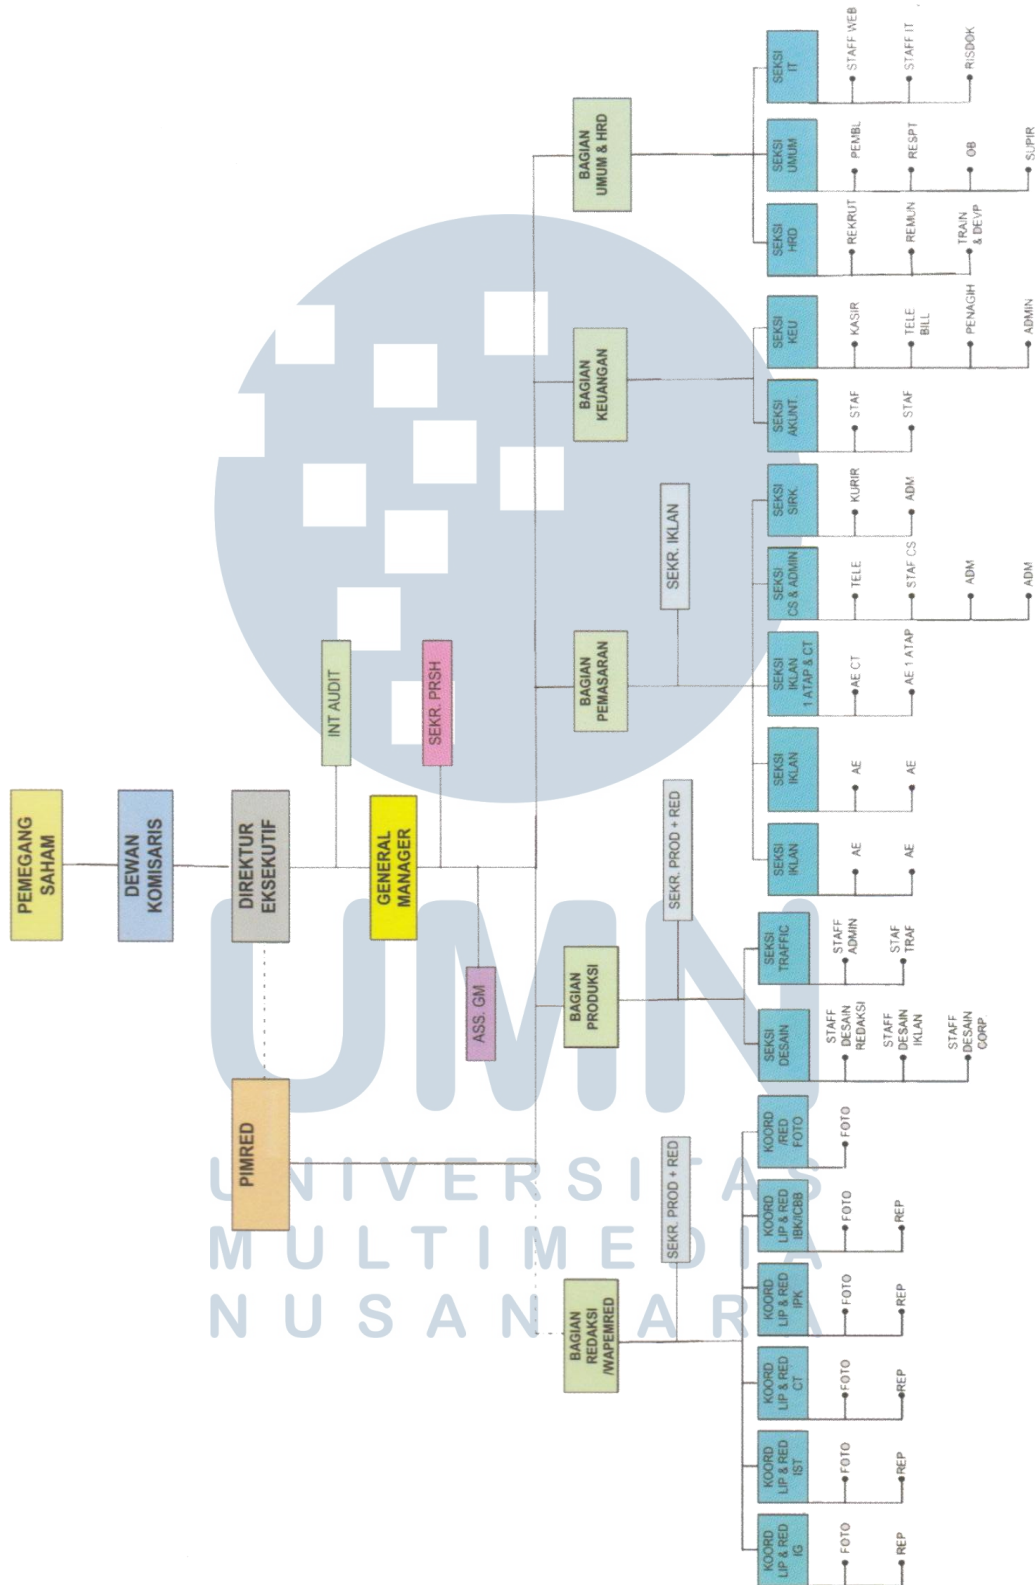 PEMEGANG
SAHAM
DEWAN
KOMISARIS
PIMRED
DIREKTUR
EKSEKUTIF
INT AUDIT
GENERAL
MANAGER
SEKR. PRSH
ASS. GM
BAGIAN
REDAKSI
/WAPEMRED
BAGIAN
PRODUKSI
BAGIAN
PEMASARAN
BAGIAN
KEUANGAN
BAGIAN
UMUM & HRD
SEKR. PROD + RED
SEKR. PROD + RED
SEKR. IKLAN
KOORD
LIP & RED
IG
FOTO
REP
KOORD
LIP & RED
IST
FOTO
REP
KOORD
LIP & RED
CT
FOTO
REP
KOORD
LIP & RED
IPK
FOTO
REP
KOORD
LIP & RED
IBK/ICBB
FOTO
REP
KOORD
/RED
FOTO
FOTO
SEKSI
DESAIN
STAFF
DESAIN
REDAKSI
STAFF
DESAIN
IKLAN
STAFF
DESAIN
CORP.
SEKSI
TRAFFIC
STAFF
ADMIN
STAF
TRAF
SEKSI
IKLAN
AE
AE
SEKSI
IKLAN
AE
AE
SEKSI
IKLAN
1 ATAP & CT
AE CT
AE 1 ATAP
SEKSI
CS & ADMIN
TELE
STAF CS
ADM
ADM
SEKSI
SIRK.
KURIR
ADM
SEKSI
AKUNT.
STAF
STAF
SEKSI
KEU
KASIR
TELE
BILL
PENAGIH
ADMIN
SEKSI
HRD
REKRUT
REMUN
TRAIN
& DEVP
SEKSI
UMUM
PEMBL
RESPT
OB
SUPIR
SEKSI
IT
STAFF WEB
STAFF IT
RISDOK
UMN
UNIVERSITAS
MULTIMEDIA
NUSANTARA